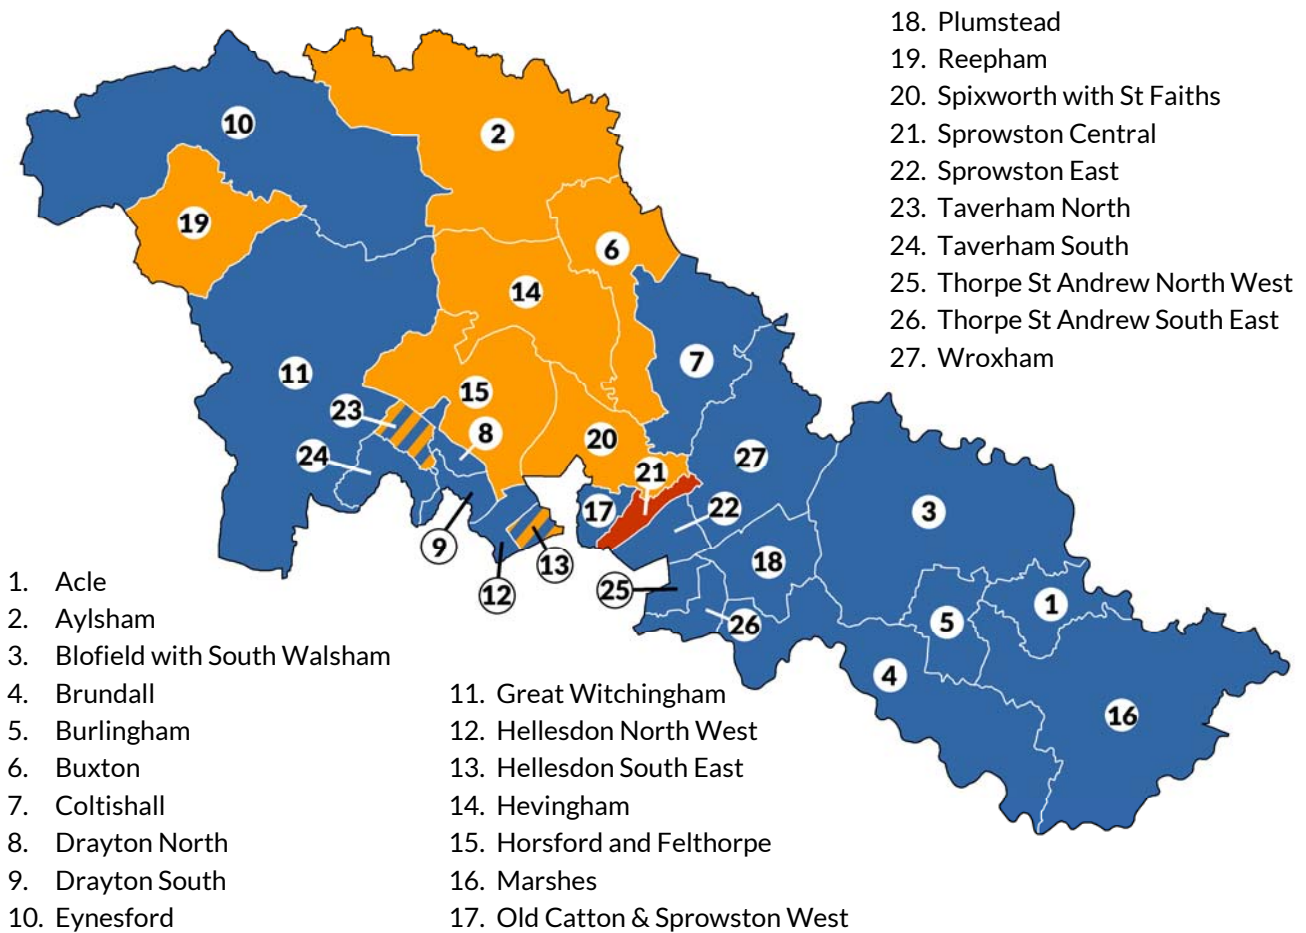 18. Plumstead
19. Reepham
20. Spixworth with St Faiths
21. Sprowston Central
22. Sprowston East
23. Taverham North
24. Taverham South
25. Thorpe St Andrew North West
26. Thorpe St Andrew South East
27. Wroxham
10
2
19
6
14
7
11
15
23
8
20
24
21
27
17
22
3
9
13
18
12
25
1
26
5
4
16
1. Acle
2. Aylsham
3. Blofield with South Walsham
4. Brundall
5. Burlingham
6. Buxton
7. Coltishall
8. Drayton North
9. Drayton South
10. Eynesford
11. Great Witchingham
12. Hellesdon North West
13. Hellesdon South East
14. Hevingham
15. Horsford and Felthorpe
16. Marshes
17. Old Catton & Sprowston West